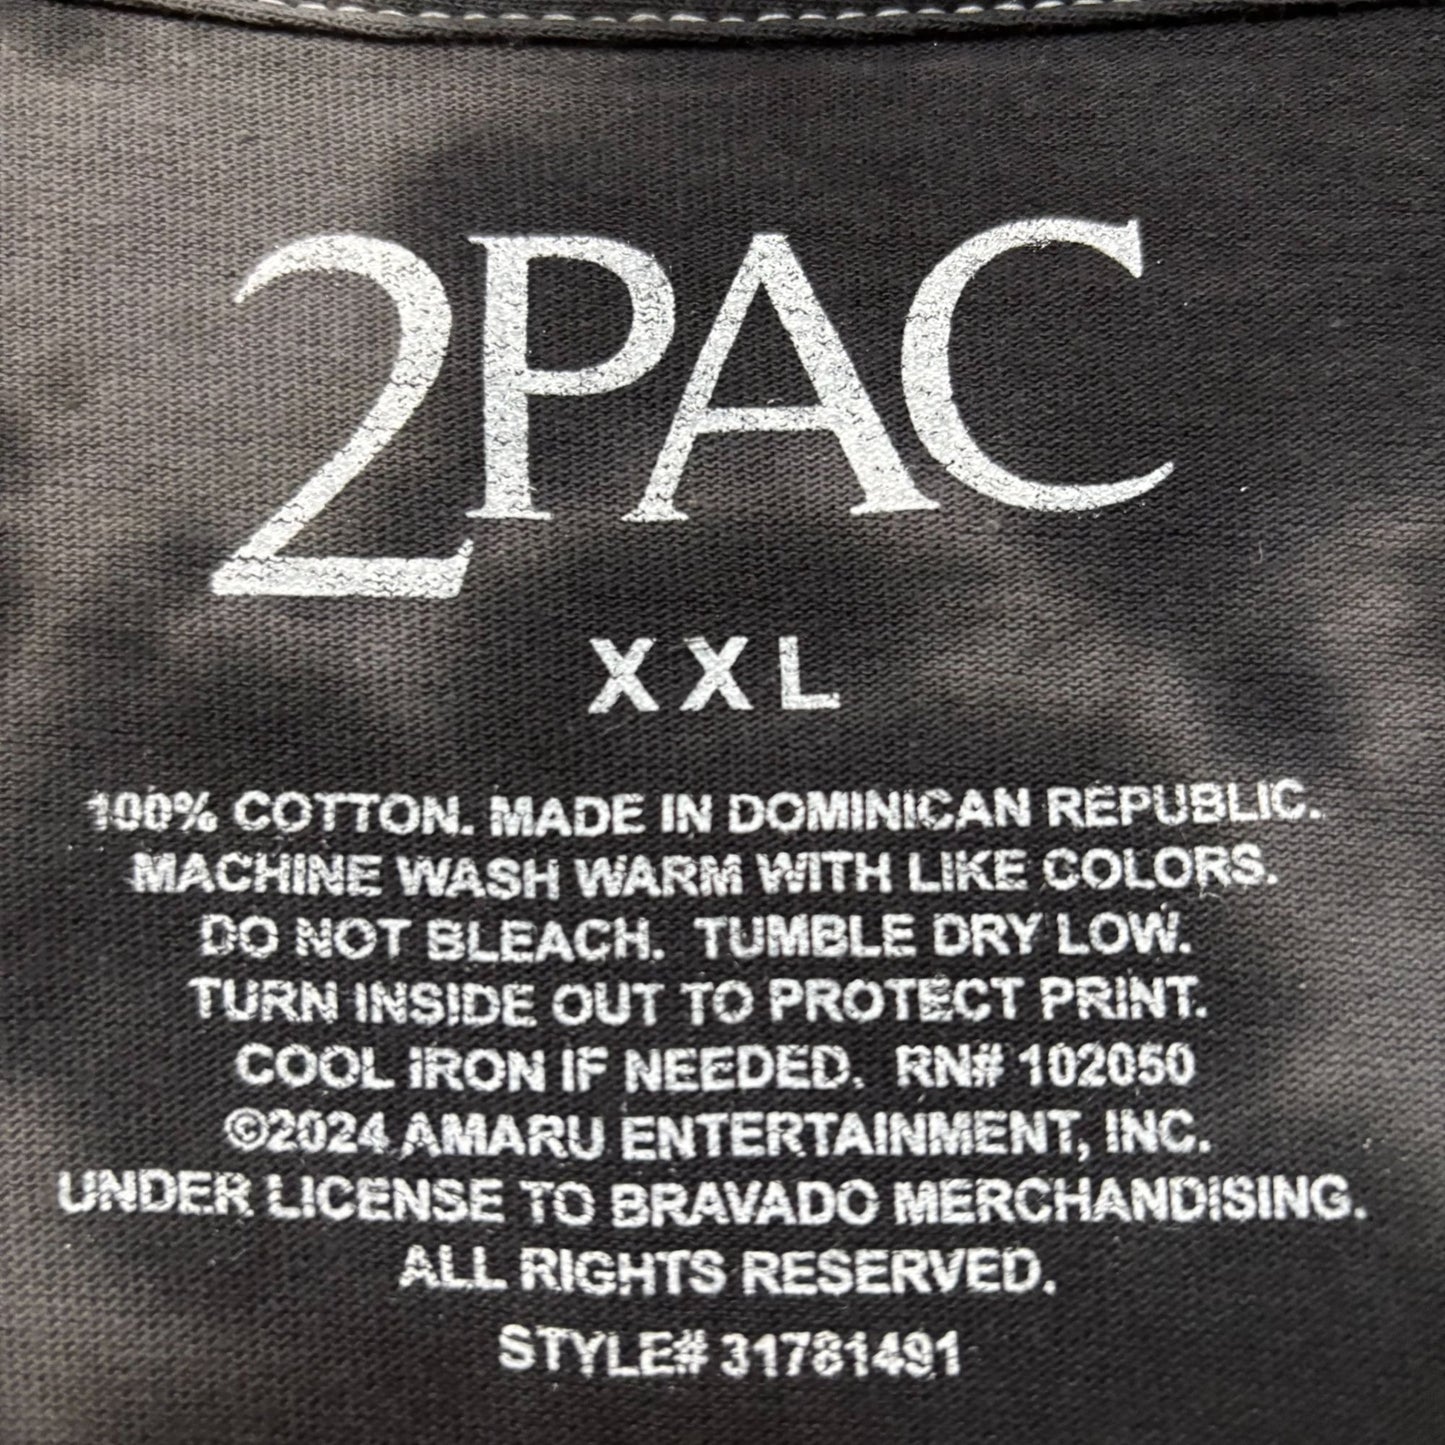 2PAC
XXL
100% COTTON. MADE IN DOMINICAN REPUBLIC.
MACHINE WASH WARM WITH LIKE COLORS.
DO NOT BLEACH. TUMBLE DRY LOW.
TURN INSIDE OUT TO PROTECT PRINT.
COOL IRON IF NEEDED. RN# 102050
©2024 AMARU ENTERTAINMENT, INC.
UNDER LICENSE TO BRAVADO MERCHANDISING.
ALL RIGHTS RESERVED.
STYLE# 31781491